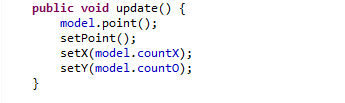 public void update() {
    model.point();
    setPoint();
    setX(model.countX);
    setY(model.countO);
}